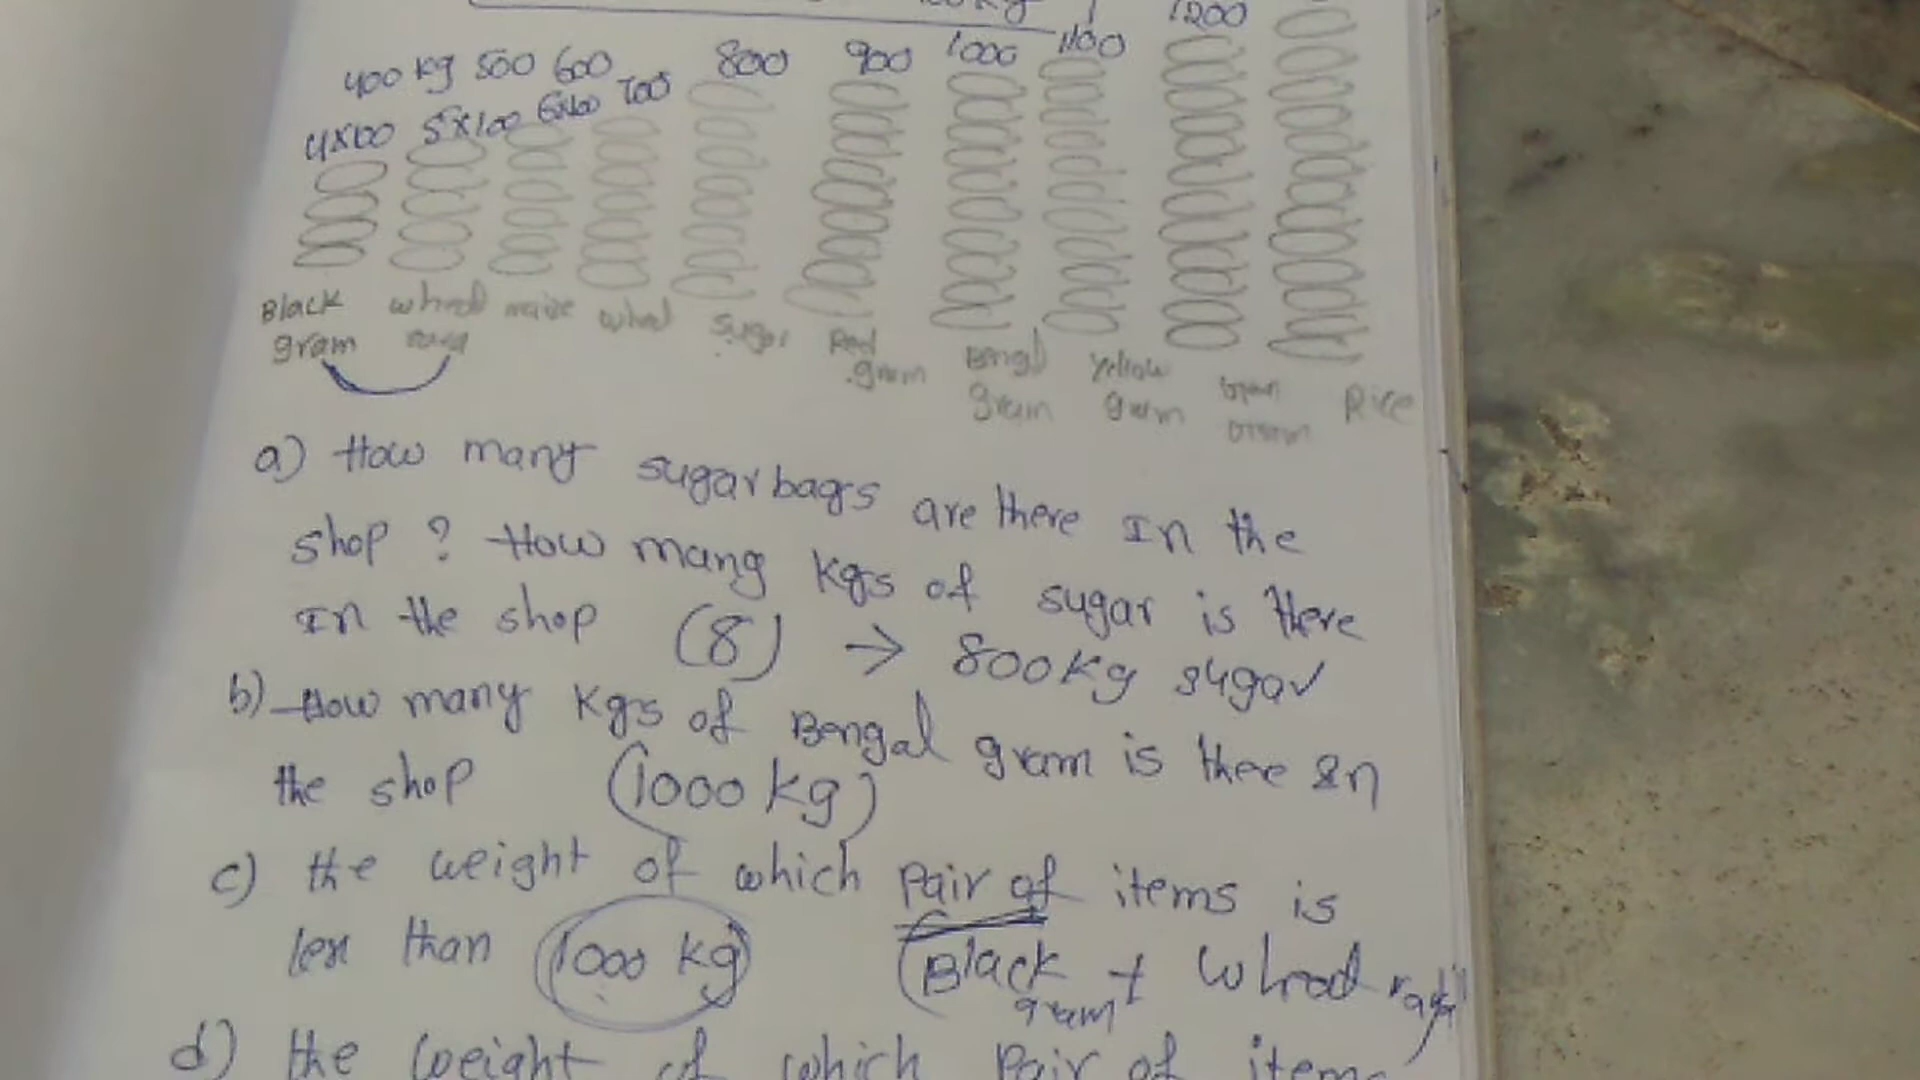 1200
400 kg 500 600 800 900 1000 1100
4x100 5x100 6x100 700
Black gram
maize
sugar
Red gram
Bengal gram
Yellow gram
Rice
a) How many sugar bags are there In the
shop ? How many kgs of sugar is there
In the shop (8) → 800kg sugar
b) How many kgs of Bengal gram is thee In
the shop (1000 kg)
c) the weight of which pair of items is
less than 1000 kg (Black gram +
d) the weight of which pair of items